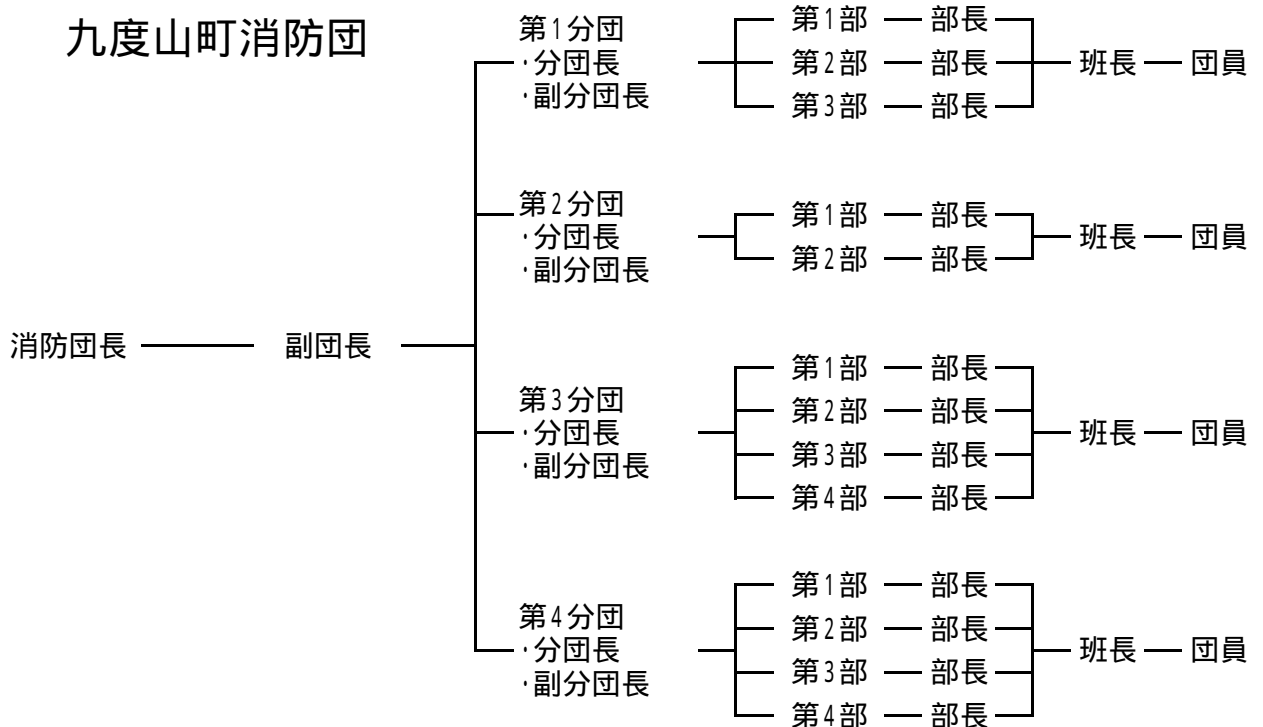 九度山町消防団
消防団長
副団長
第1分団
・分団長
・副分団長
第1部 部長
第2部 部長
第3部 部長
班長 団員
第2分団
・分団長
・副分団長
第1部 部長
第2部 部長
班長 団員
第3分団
・分団長
・副分団長
第1部 部長
第2部 部長
第3部 部長
第4部 部長
班長 団員
第4分団
・分団長
・副分団長
第1部 部長
第2部 部長
第3部 部長
第4部 部長
班長 団員